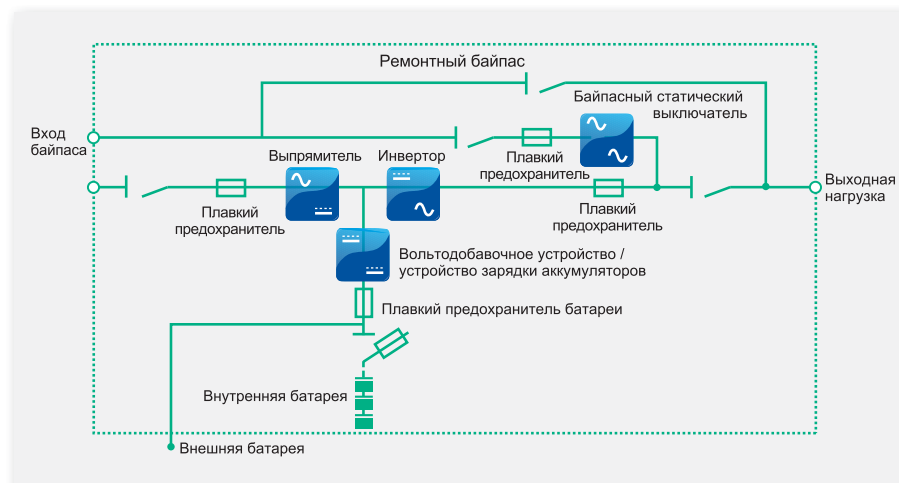 Ремонтный байпас
Байпасный статический
выключатель
Вход
байпаса
Плавкий
предохранитель
Выпрямитель
Инвертор
Выходная
нагрузка
Плавкий
предохранитель
Плавкий
предохранитель
Вольтодобавочное устройство /
устройство зарядки аккумуляторов
Плавкий предохранитель батареи
Внутренняя батарея
Внешняя батарея